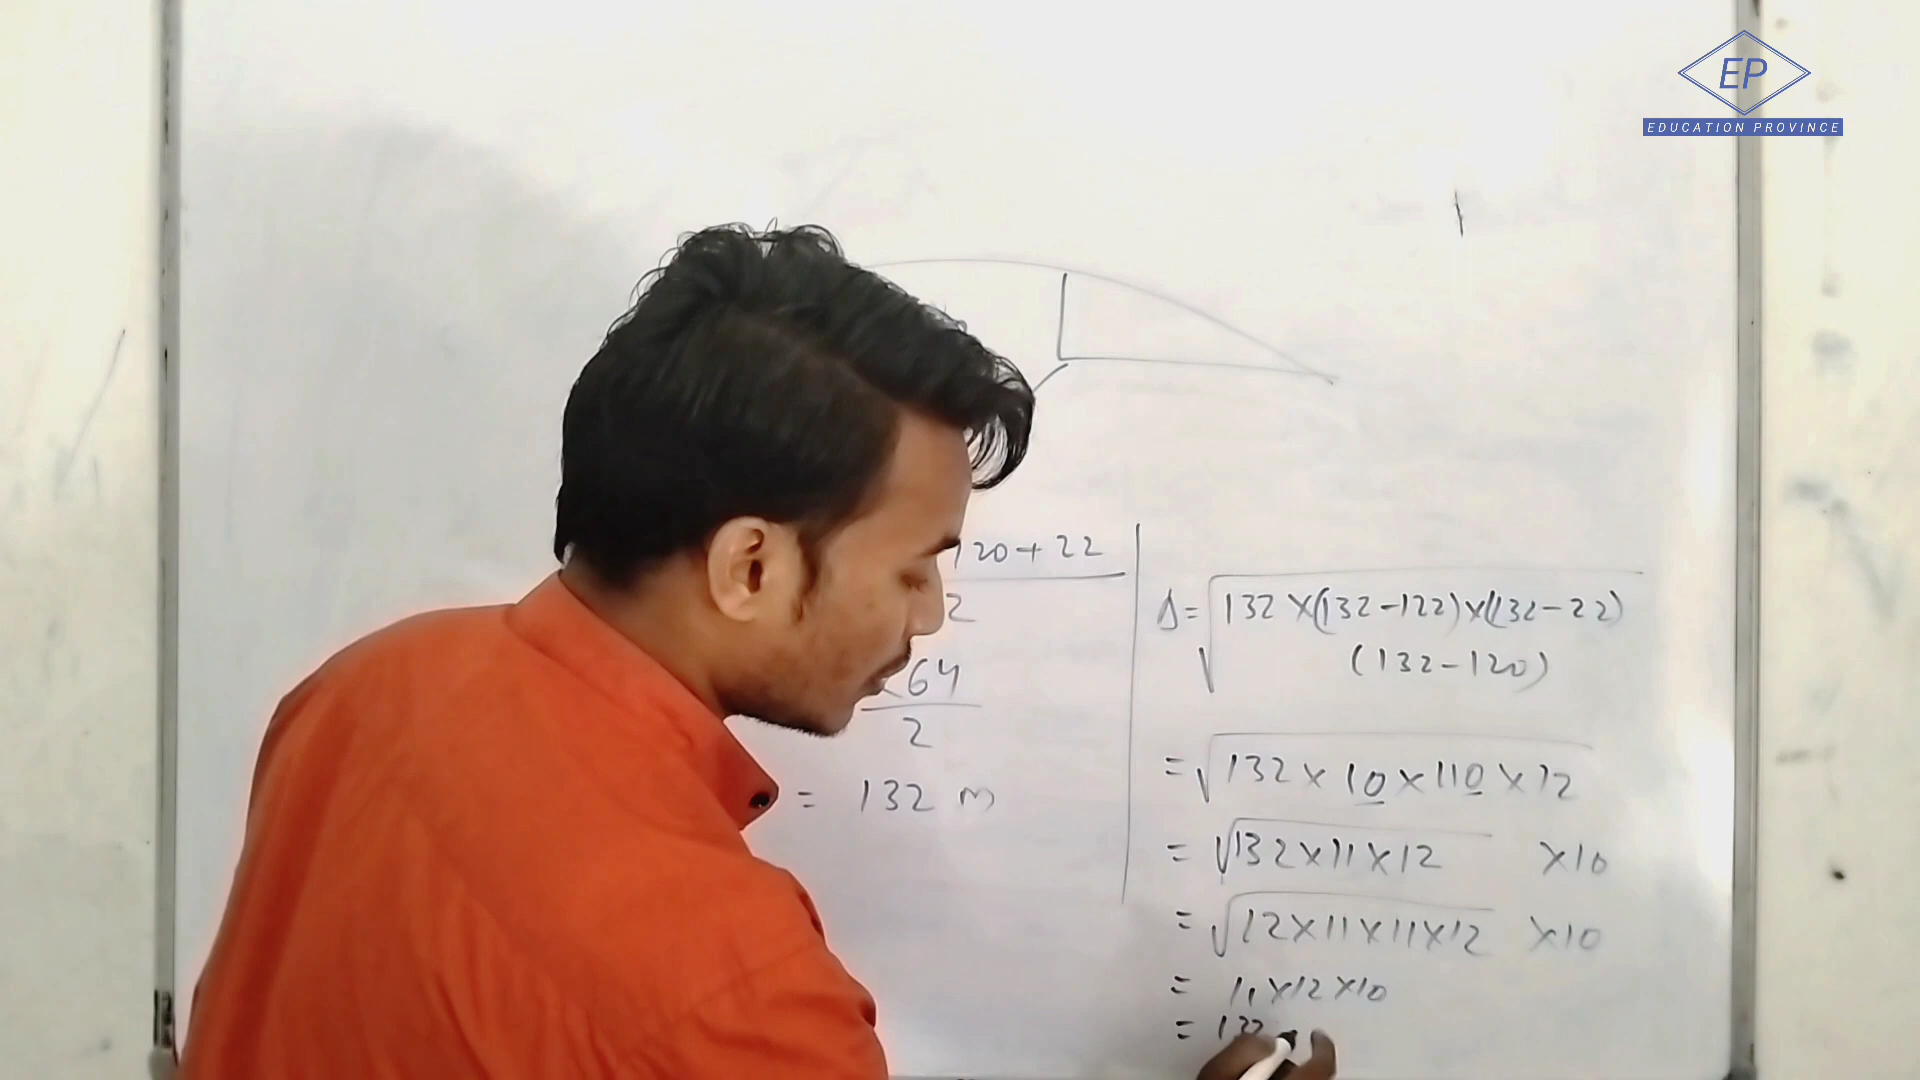 EP
EDUCATION PROVINCE
120+22
2
64
2
= 132 m
Δ = √132×(132-122)×(132-22)
(132-120)
= √132 × 10 × 110 × 12
= √132×11×12 ×10
= √12×11×11×12 ×10
= 11×12×10
= 132